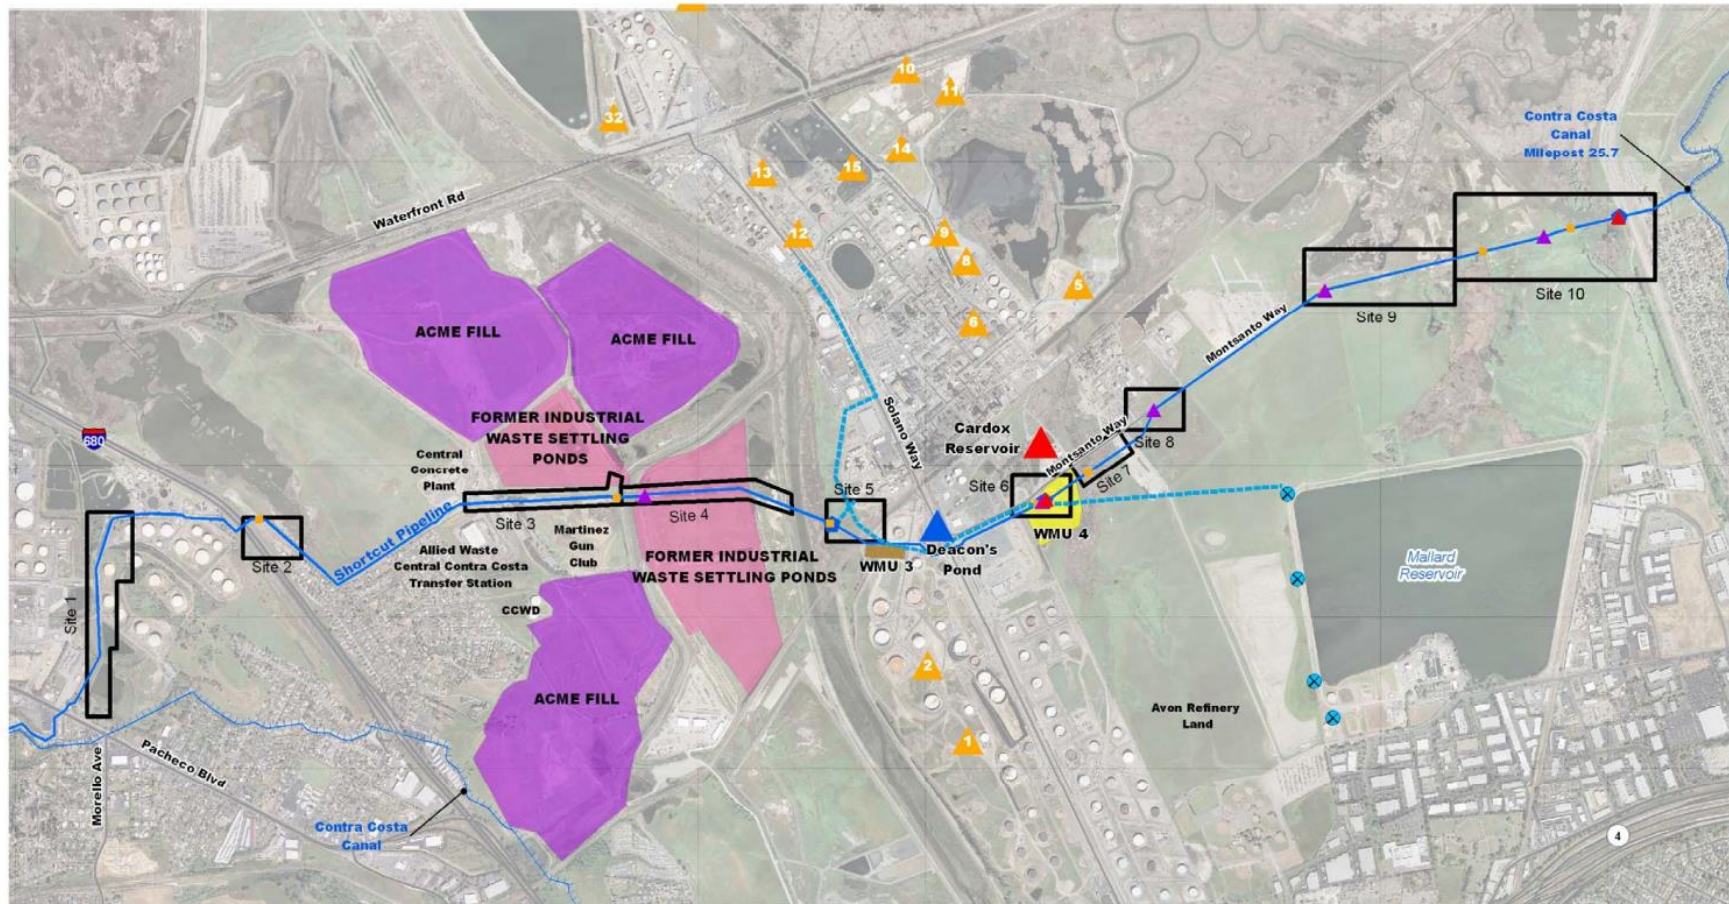 10
11
32
Contra Costa
Canal
Milepost 25.7
14
15
13
Waterfront Rd
12
9
8
5
6
Site 10
Site 9
Montsanto Way
ACME FILL
ACME FILL
Solano Way
FORMER INDUSTRIAL
WASTE SETTLING
PONDS
Cardox
Reservoir
Montsanto Way
Site 8
680
Central
Concrete
Plant
Site 7
Site 6
Site 5
Site 3
Site 4
Shortcut Pipeline
Martinez
Gun
Club
WMU 4
Allied Waste
Central Contra Costa
Transfer Station
FORMER INDUSTRIAL
WASTE SETTLING PONDS
WMU 3
Deacon's
Pond
Mallard
Reservoir
Site 2
Site 1
CCWD
2
ACME FILL
Avon Refinery
Land
1
Pacheco Blvd
Morello Ave
Contra Costa
Canal
4